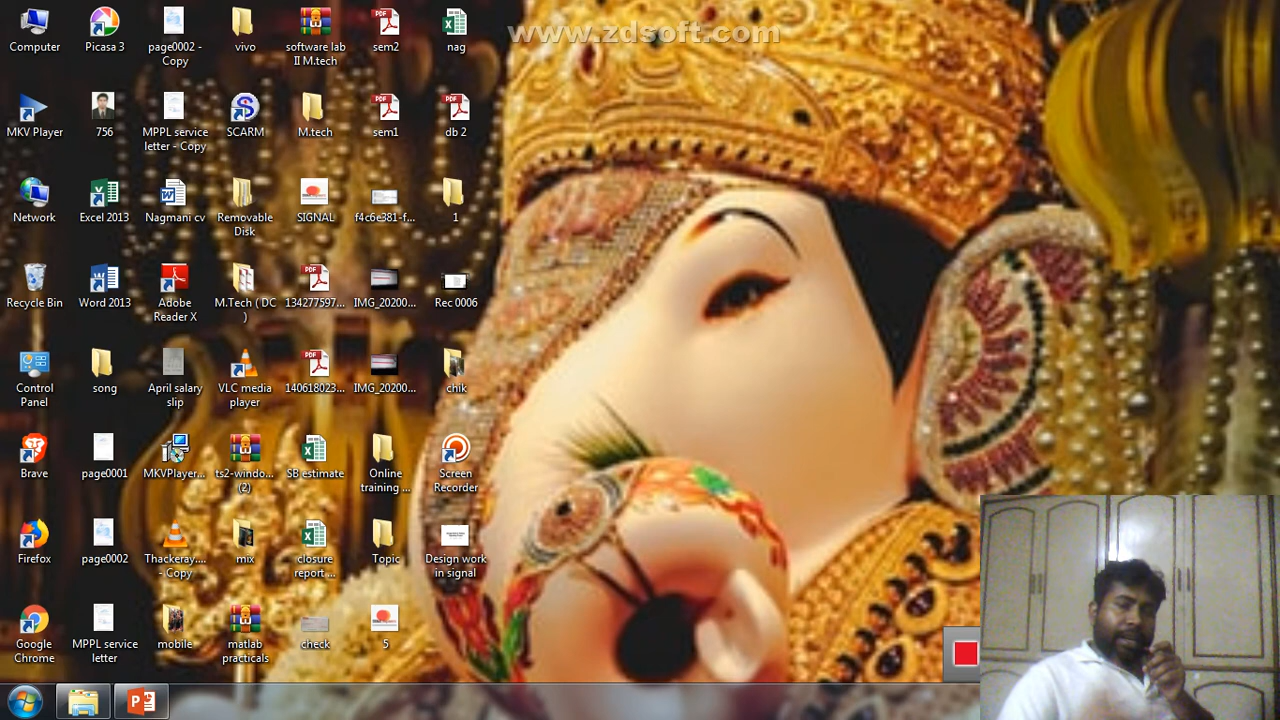 www.zdsoft.com
Computer
Picasa 3
page0002 -
Copy
vivo
software lab
II M.tech
sem2
nag
MKV Player
756
MPPL service
letter - Copy
SCARM
M.tech
sem1
db 2
Network
Excel 2013
Nagmani cv
Removable
Disk
SIGNAL
f4c6e381-f...
1
Recycle Bin
Word 2013
Adobe
Reader X
M.Tech ( DC
)
134277597...
IMG_20200...
Rec 0006
Control
Panel
song
April salary
slip
VLC media
player
140618023...
IMG_20200...
chik
Brave
page0001
MKVPlayer...
ts2-windo...
(2)
SB estimate
Online
training ...
Screen
Recorder
Firefox
page0002
Thackeray....
- Copy
mix
closure
report ...
Topic
Design work
in signal
Google
Chrome
MPPL service
letter
mobile
matlab
practicals
check
5